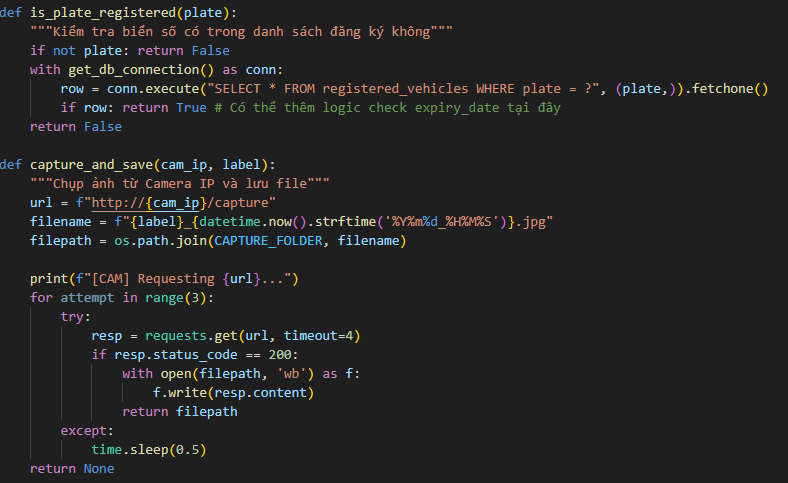 def is_plate_registered(plate):
    """Kiểm tra biển số có trong danh sách đăng ký không"""
    if not plate: return False
    with get_db_connection() as conn:
        row = conn.execute("SELECT * FROM registered_vehicles WHERE plate = ?", (plate,)).fetchone()
        if row: return True # Có thể thêm logic check expiry_date tại đây
    return False

def capture_and_save(cam_ip, label):
    """Chụp ảnh từ Camera IP và lưu file"""
    url = f"http://{cam_ip}/capture"
    filename = f"{label}_{datetime.now().strftime('%Y%m%d_%H%M%S')}.jpg"
    filepath = os.path.join(CAPTURE_FOLDER, filename)

    print(f"[CAM] Requesting {url}...")
    for attempt in range(3):
        try:
            resp = requests.get(url, timeout=4)
            if resp.status_code == 200:
                with open(filepath, 'wb') as f:
                    f.write(resp.content)
                return filepath
        except:
            time.sleep(0.5)
    return None